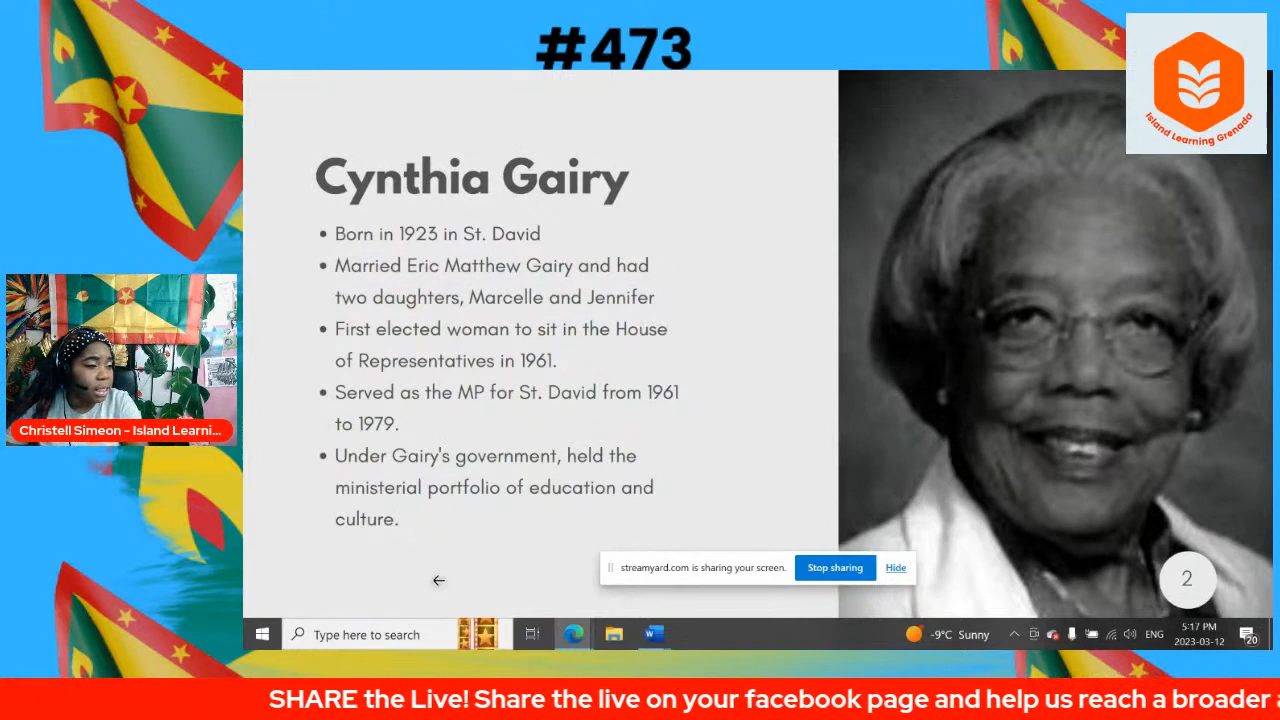 #473
Island Learning Grenada
Cynthia Gairy
• Born in 1923 in St. David
• Married Eric Matthew Gairy and had
two daughters, Marcelle and Jennifer
• First elected woman to sit in the House
of Representatives in 1961.
• Served as the MP for St. David from 1961
to 1979.
• Under Gairy's government, held the
ministerial portfolio of education and
culture.
Christell Simeon - Island Learni...
streamyard.com is sharing your screen.
Stop sharing
Hide
2
Type here to search
-9°C Sunny
ENG
5:17 PM
2023-03-12
20
SHARE the Live! Share the live on your facebook page and help us reach a broader a